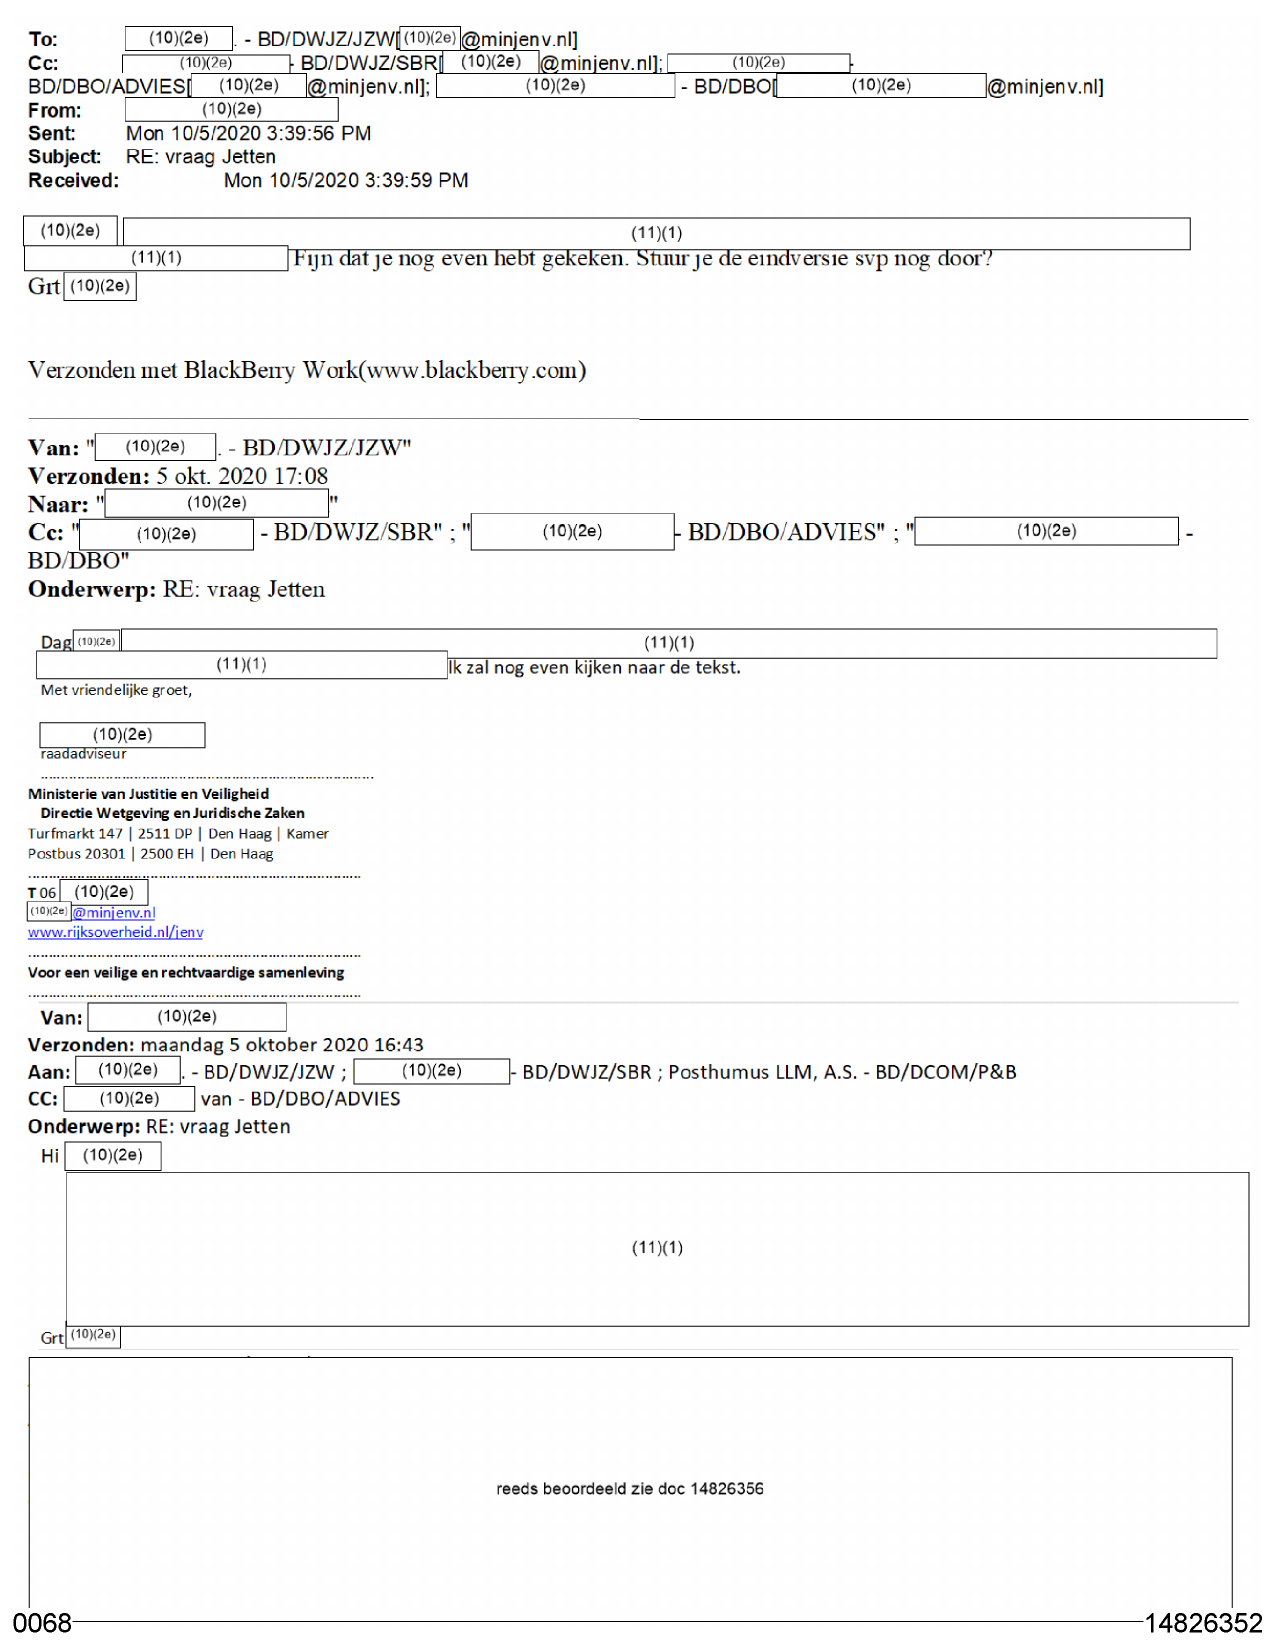 To: (10)(2e) . - BD/DWJZ/JZW[(10)(2e)@minjenv.nl]
Cc: (10)(2e) - BD/DWJZ/SBR[ (10)(2e) @minjenv.nl]; (10)(2e) -
BD/DBO/ADVIES[ (10)(2e) @minjenv.nl]; (10)(2e) - BD/DBO[ (10)(2e) @minjenv.nl]
From: (10)(2e)
Sent: Mon 10/5/2020 3:39:56 PM
Subject: RE: vraag Jetten
Received: Mon 10/5/2020 3:39:59 PM
(10)(2e) (11)(1)
(11)(1) Fijn dat je nog even hebt gekeken. Stuur je de eindversie svp nog door?
Grt (10)(2e)
Verzonden met BlackBerry Work(www.blackberry.com)
Van: " (10)(2e) . - BD/DWJZ/JZW"
Verzonden: 5 okt. 2020 17:08
Naar: " (10)(2e) "
Cc: " (10)(2e) - BD/DWJZ/SBR" ; " (10)(2e) - BD/DBO/ADVIES" ; " (10)(2e) . -
BD/DBO"
Onderwerp: RE: vraag Jetten
Dag (10)(2e) (11)(1)
(11)(1) Ik zal nog even kijken naar de tekst.
Met vriendelijke groet,
(10)(2e)
raadadviseur
................................................................................
Ministerie van Justitie en Veiligheid
Directie Wetgeving en Juridische Zaken
Turfmarkt 147 | 2511 DP | Den Haag | Kamer
Postbus 20301 | 2500 EH | Den Haag
................................................................................
T 06 (10)(2e)
(10)(2e) @minjenv.nl
www.rijksoverheid.nl/jenv
................................................................................
Voor een veilige en rechtvaardige samenleving
................................................................................
Van: (10)(2e)
Verzonden: maandag 5 oktober 2020 16:43
Aan: (10)(2e) . - BD/DWJZ/JZW ; (10)(2e) - BD/DWJZ/SBR ; Posthumus LLM, A.S. - BD/DCOM/P&B
CC: (10)(2e) van - BD/DBO/ADVIES
Onderwerp: RE: vraag Jetten
Hi (10)(2e)
(11)(1)
Grt (10)(2e)
reeds beoordeeld zie doc 14826356
0068 14826352